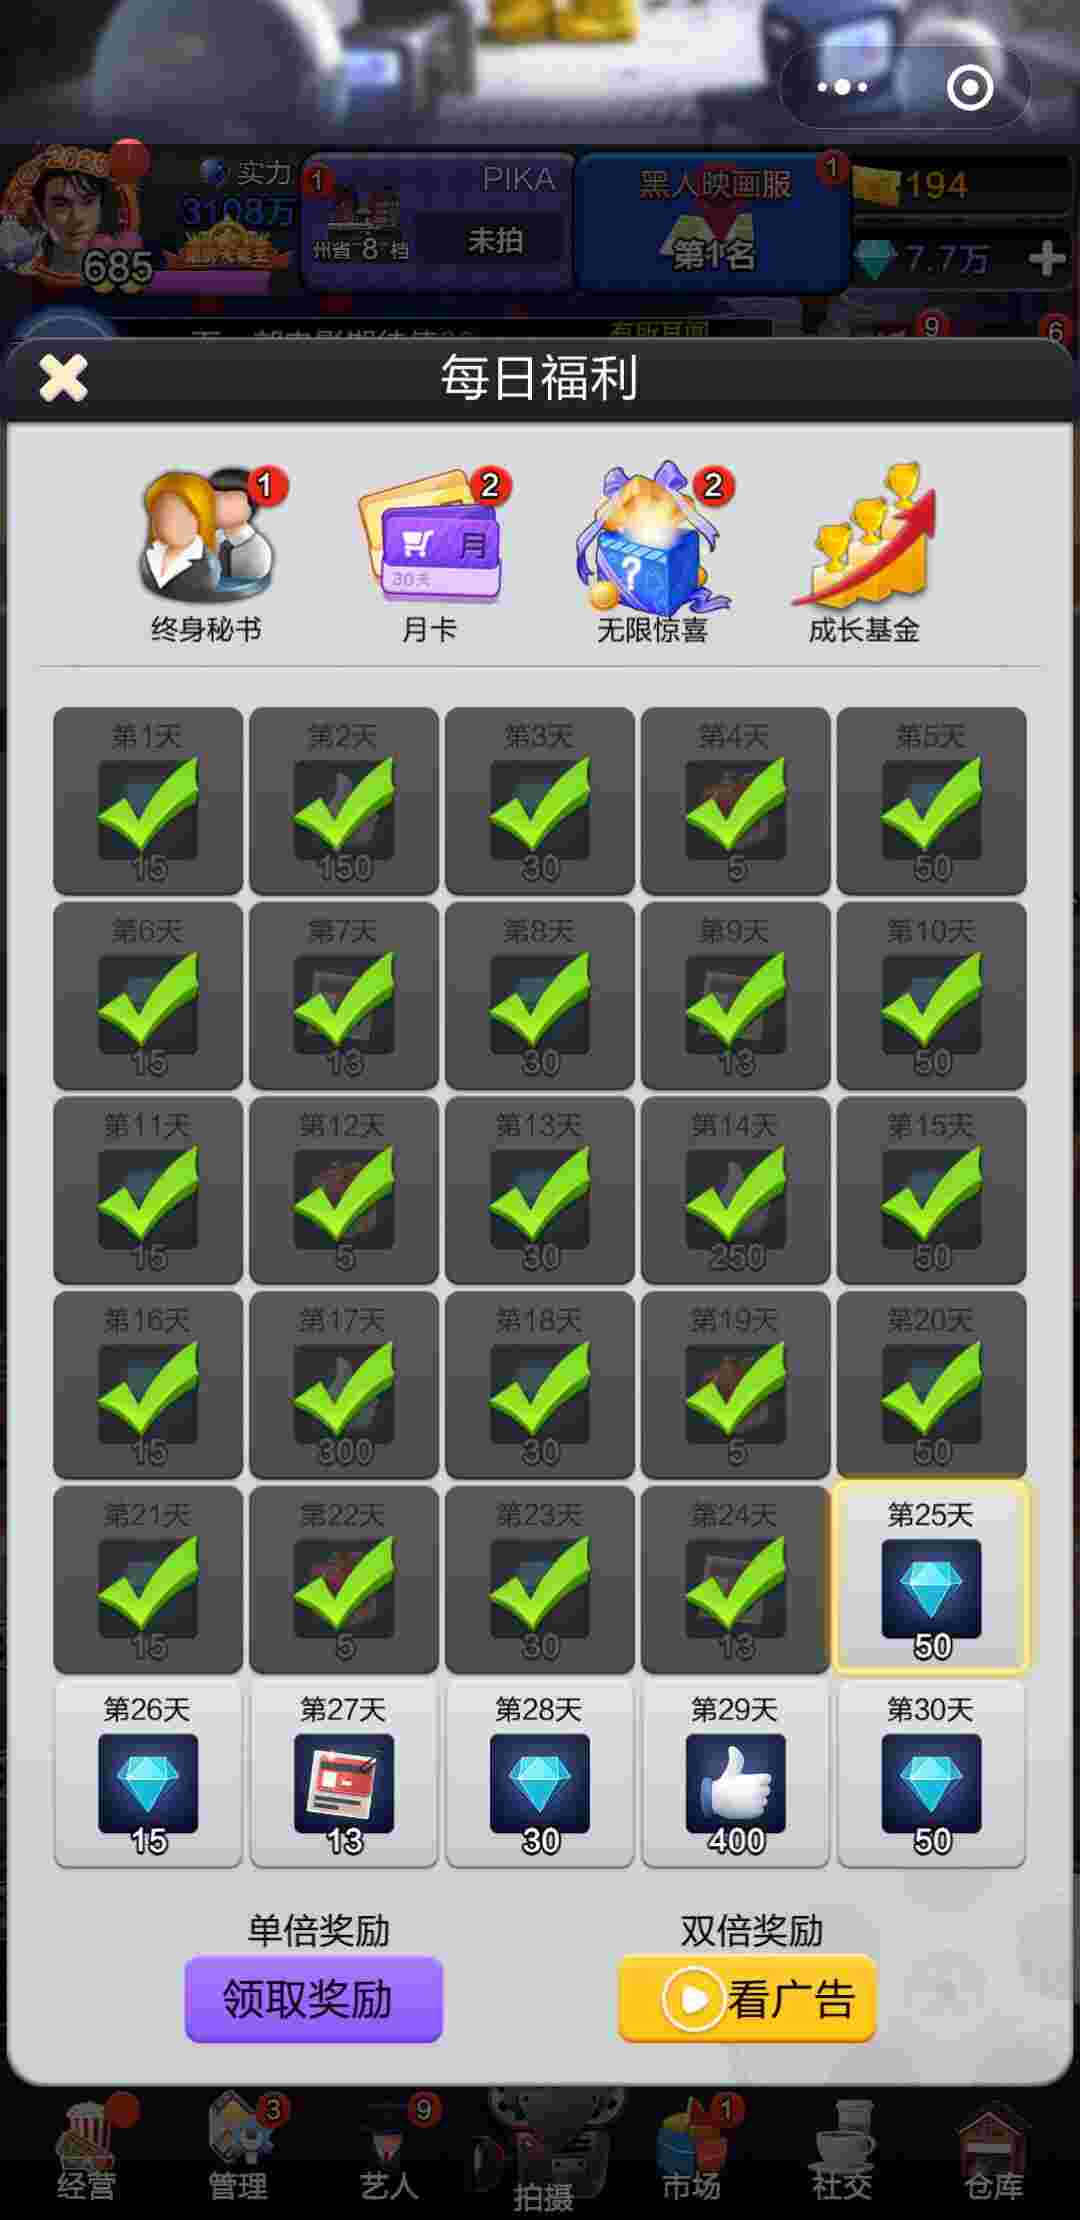 2020
实力
3108万
685
1
PIKA
州省 8 档
未拍
黑人映画服
第1名
1
194
7.7万
9
6
每日福利
1
2
2
月
30天
?
终身秘书
月卡
无限惊喜
成长基金
第1天
第2天
第3天
第4天
第5天
15
150
30
5
50
第6天
第7天
第8天
第9天
第10天
15
13
30
13
50
第11天
第12天
第13天
第14天
第15天
15
5
30
250
50
第16天
第17天
第18天
第19天
第20天
15
300
30
5
50
第21天
第22天
第23天
第24天
第25天
15
5
30
13
50
第26天
第27天
第28天
第29天
第30天
15
13
30
400
50
单倍奖励
双倍奖励
领取奖励
看广告
3
9
1
经营
管理
艺人
拍摄
市场
社交
仓库